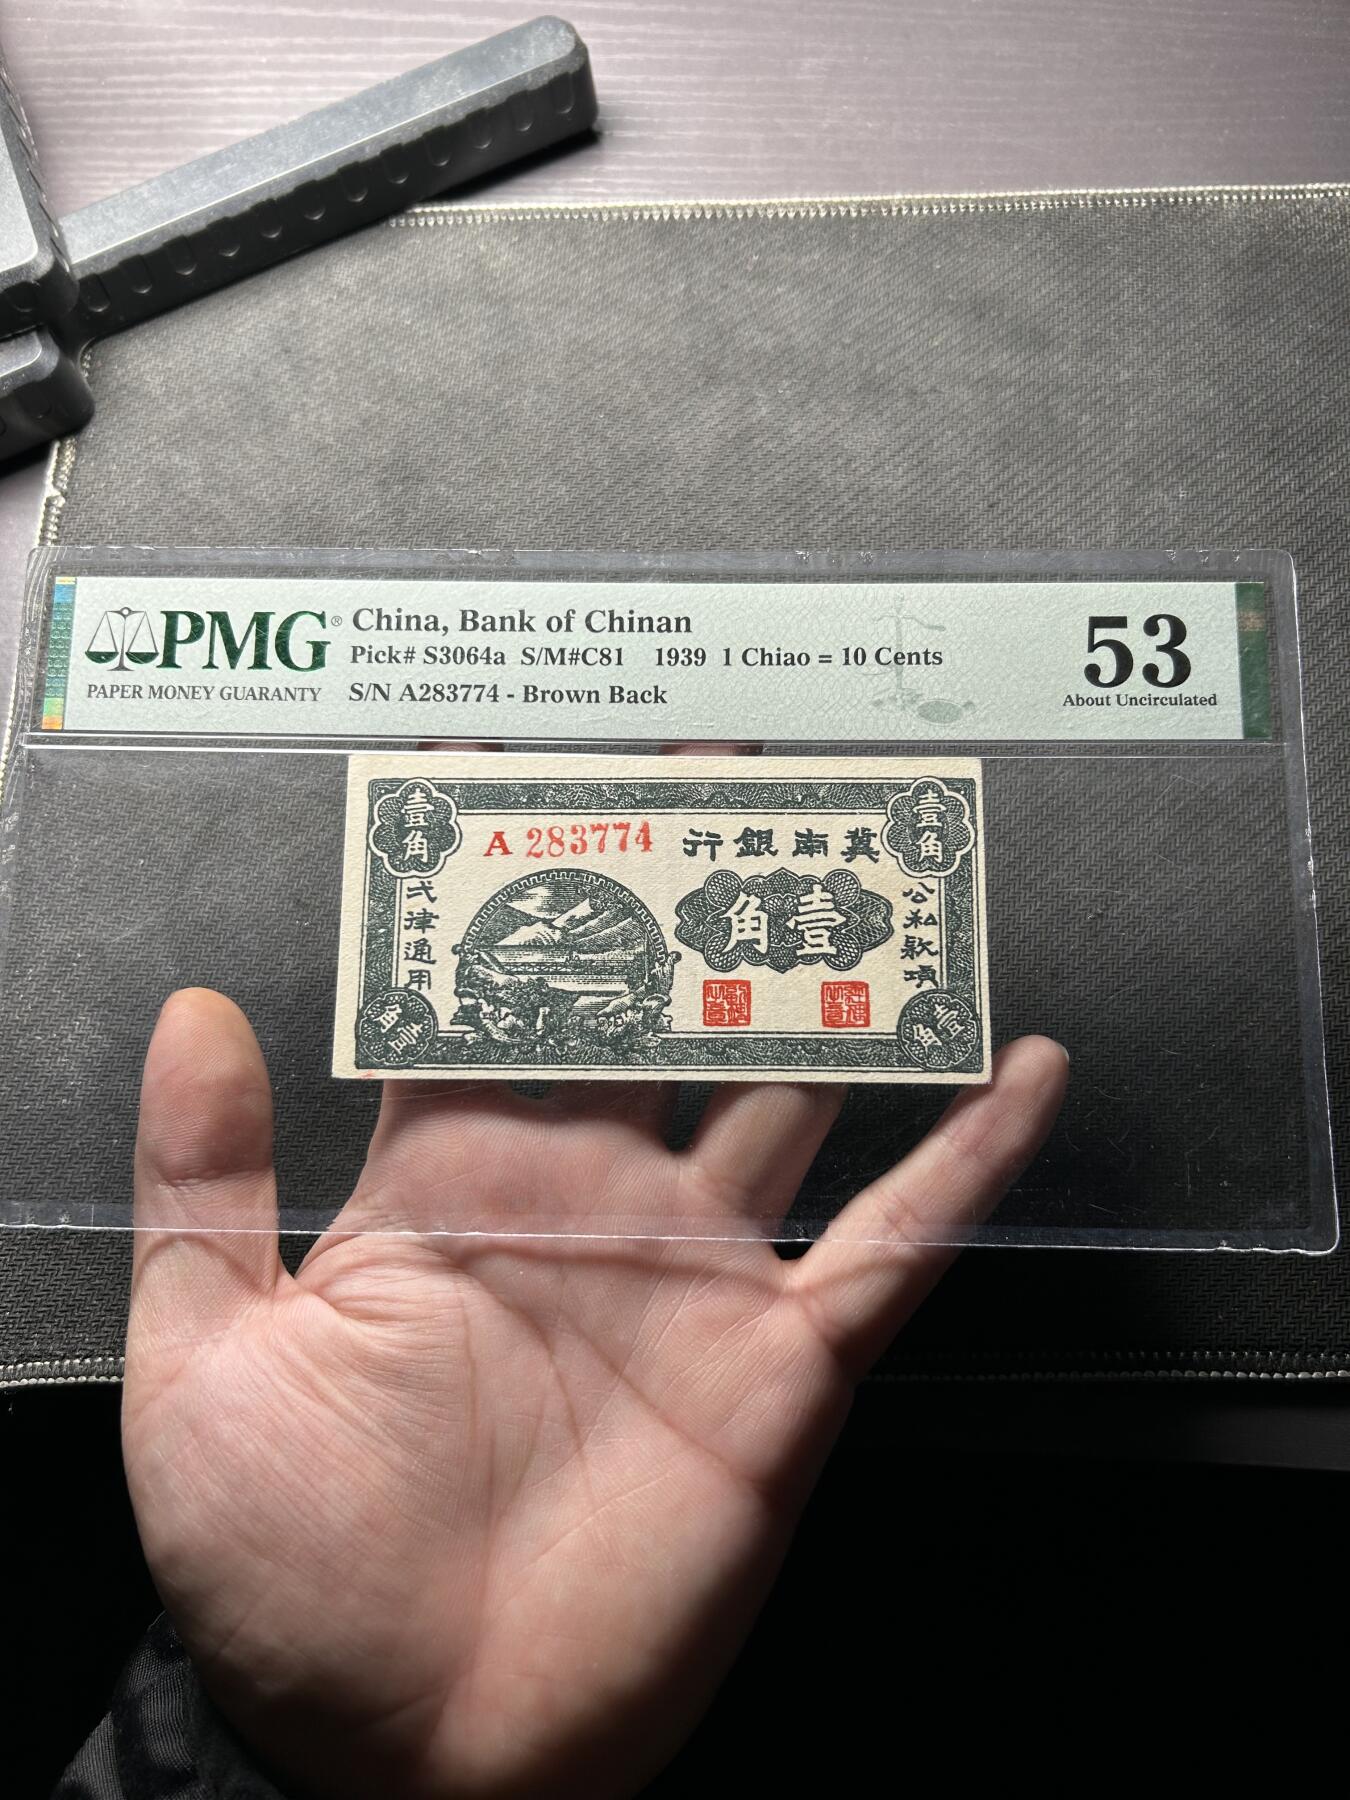 PMG®
PAPER MONEY GUARANTY
China, Bank of Chinan
Pick# S3064a S/M#C81 1939 1 Chiao = 10 Cents
S/N A283774 - Brown Back
53
About Uncirculated
壹角
A 283774
行銀南冀
壹角
弍律通用
角壹
公私款項
角壹